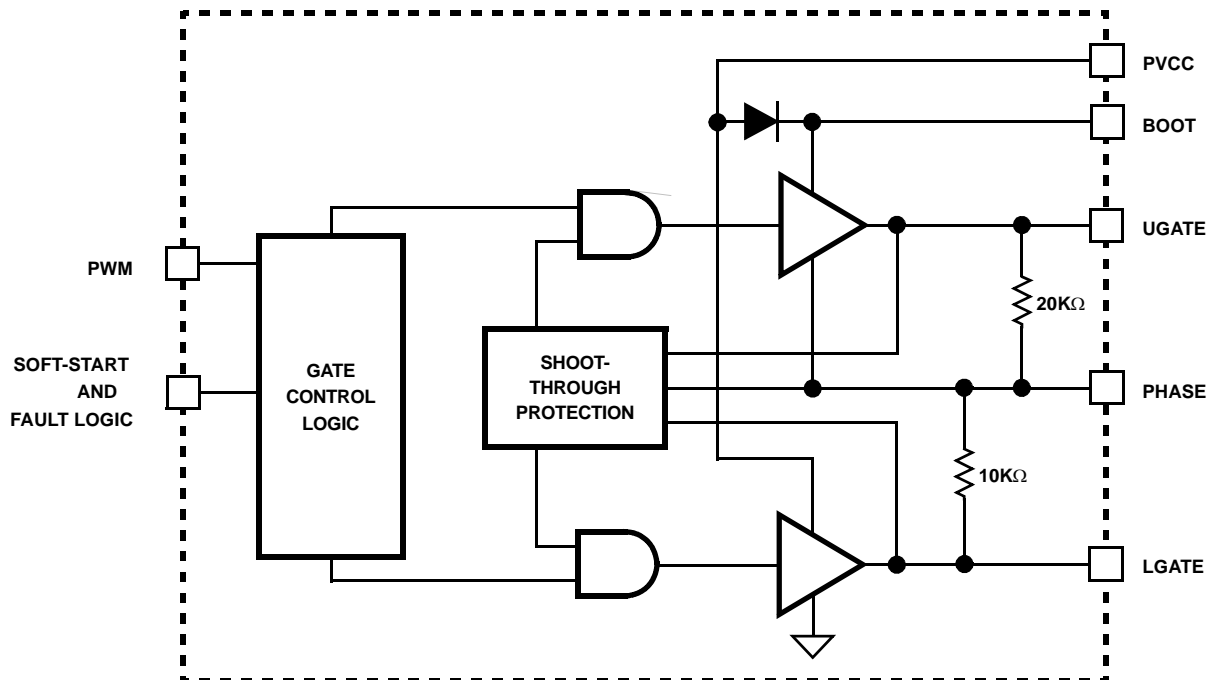 PVCC
BOOT
UGATE
PWM
20KΩ
SOFT-START
AND
FAULT LOGIC
GATE
CONTROL
LOGIC
SHOOT-
THROUGH
PROTECTION
PHASE
10KΩ
LGATE